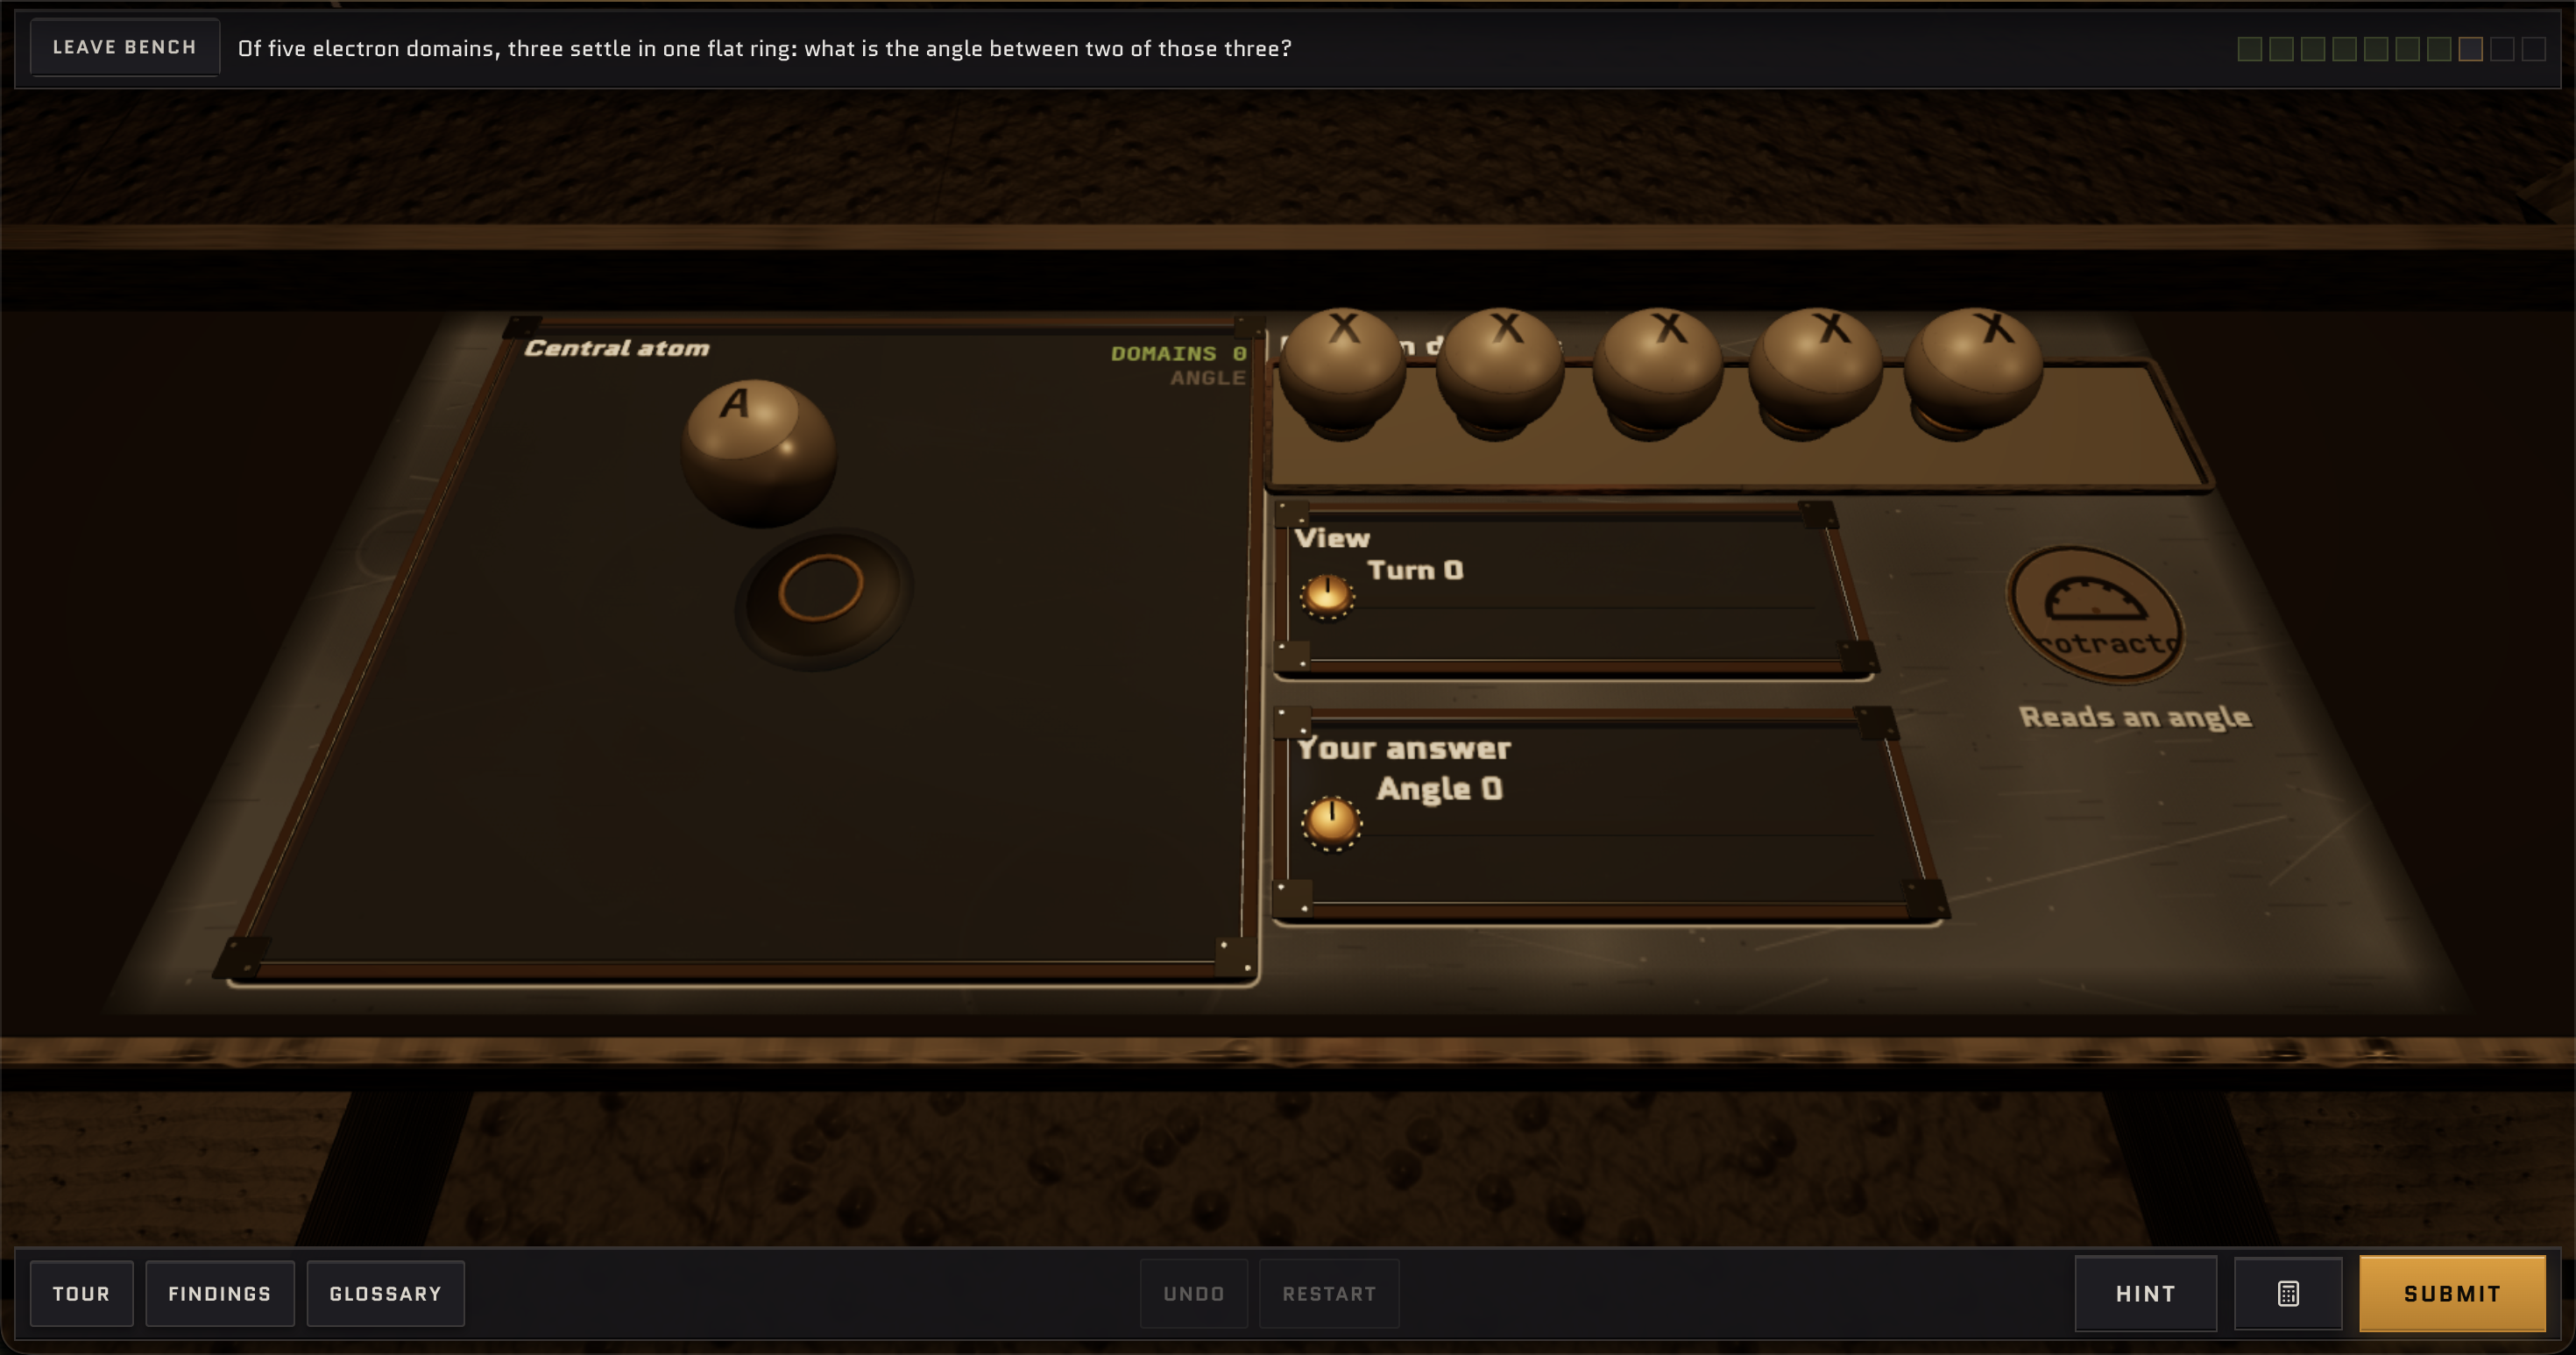 LEAVE BENCH
Of five electron domains, three settle in one flat ring: what is the angle between two of those three?
Central atom
DOMAINS 0
ANGLE
A
X X X X X
View
Turn 0
Your answer
Angle 0
Reads an angle
TOUR
FINDINGS
GLOSSARY
UNDO
RESTART
HINT
SUBMIT